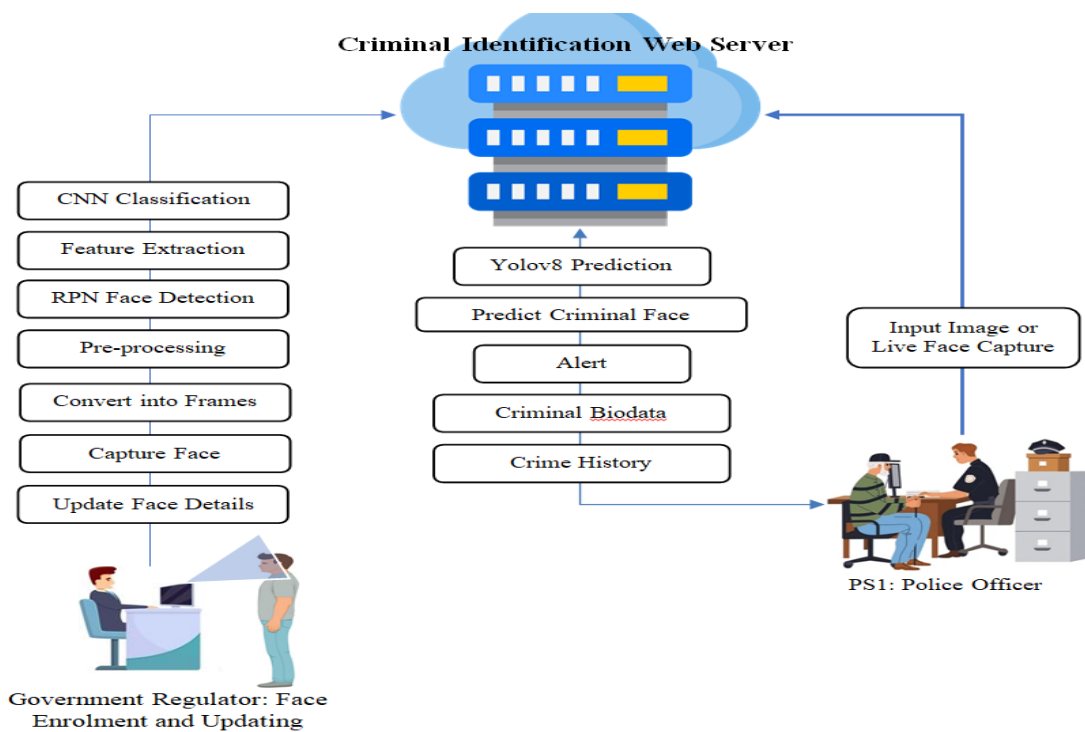 Criminal Identification Web Server
CNN Classification
Feature Extraction
RPN Face Detection
Pre-processing
Convert into Frames
Capture Face
Update Face Details
Government Regulator: Face
Enrolment and Updating
Yolov8 Prediction
Predict Criminal Face
Alert
Criminal Biodata
Crime History
Input Image or
Live Face Capture
PS1: Police Officer